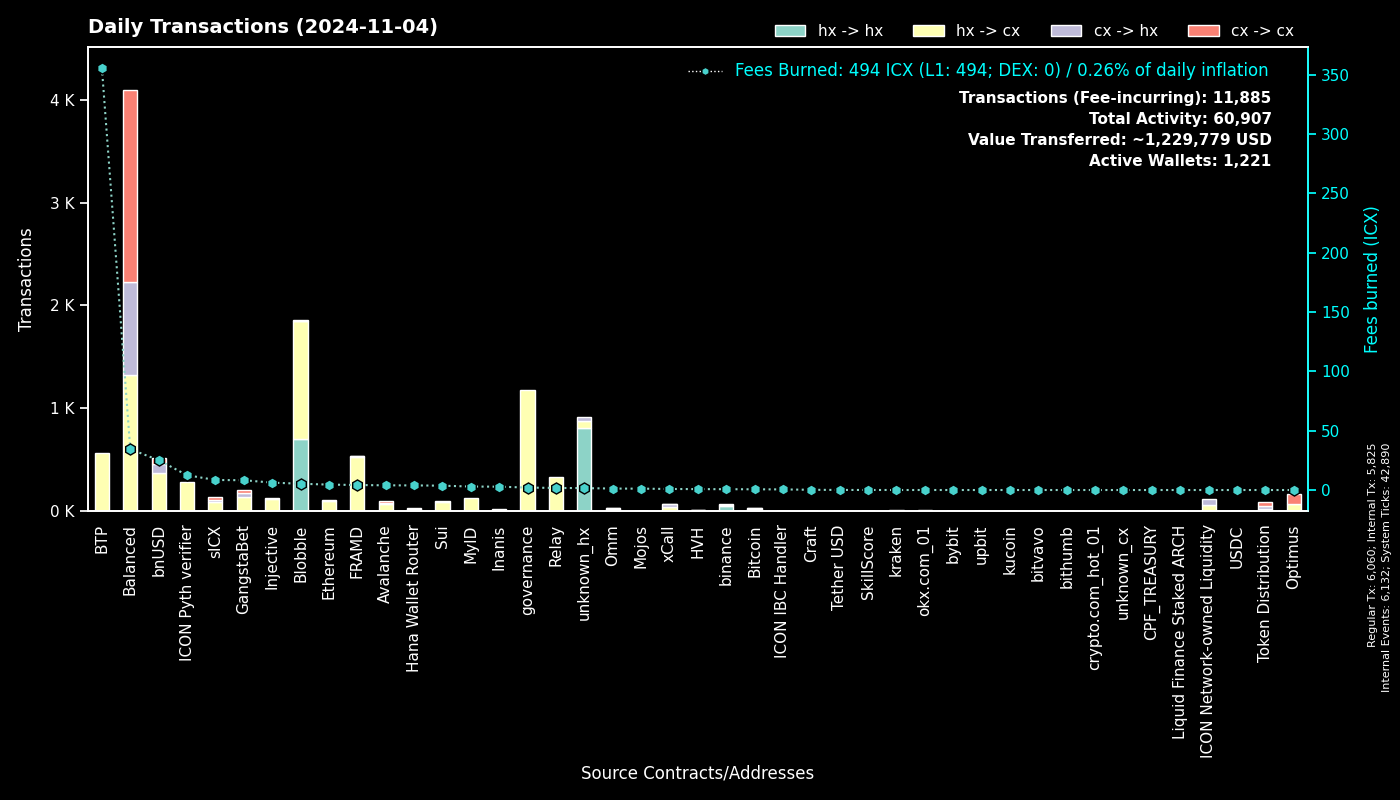 Daily Transactions (2024-11-04)
hx -> hx
hx -> cx
cx -> hx
cx -> cx
Fees Burned: 494 ICX (L1: 494; DEX: 0) / 0.26% of daily inflation
Transactions (Fee-incurring): 11,885
Total Activity: 60,907
Value Transferred: ~1,229,779 USD
Active Wallets: 1,221
Transactions
4 K
3 K
2 K
1 K
0 K
350
300
250
200
150
100
50
0
Fees burned (ICX)
BTP
Balanced
bnUSD
ICON Pyth verifier
sICX
GangstaBet
Injective
Blobble
Ethereum
FRAMD
Avalanche
Hana Wallet Router
Sui
MyID
Inanis
governance
Relay
unknown_hx
Omm
Mojos
xCall
HVH
binance
Bitcoin
ICON IBC Handler
Craft
Tether USD
SkillScore
kraken
okx.com_01
bybit
upbit
kucoin
bitvavo
bithumb
crypto.com_hot_01
unknown_cx
CPF_TREASURY
Liquid Finance Staked ARCH
ICON Network-owned Liquidity
USDC
Token Distribution
Optimus
Source Contracts/Addresses
Regular Tx: 6,060; Internal Tx: 5,825
Internal Events: 6,132; System Ticks: 42,890